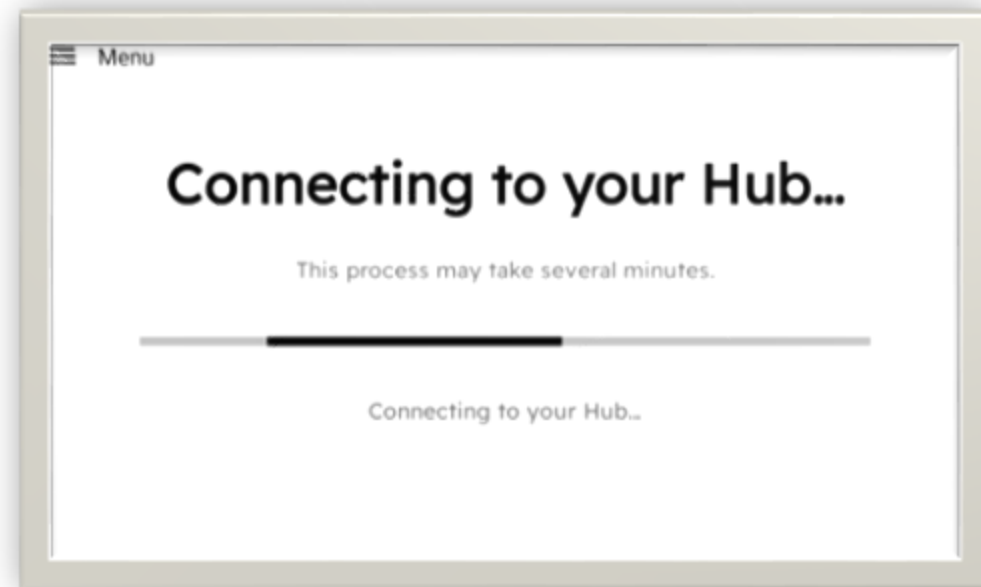 Menu
Connecting to your Hub...
This process may take several minutes.
Connecting to your Hub...